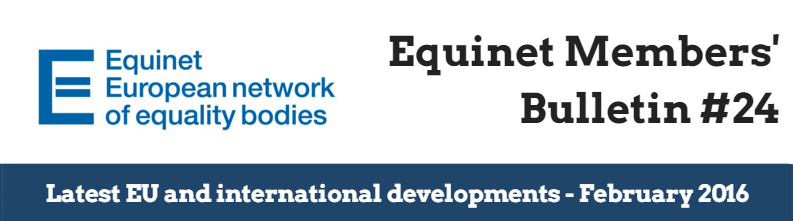 Equinet
European network
of equality bodies
Equinet Members'
Bulletin #24
Latest EU and international developments - February 2016